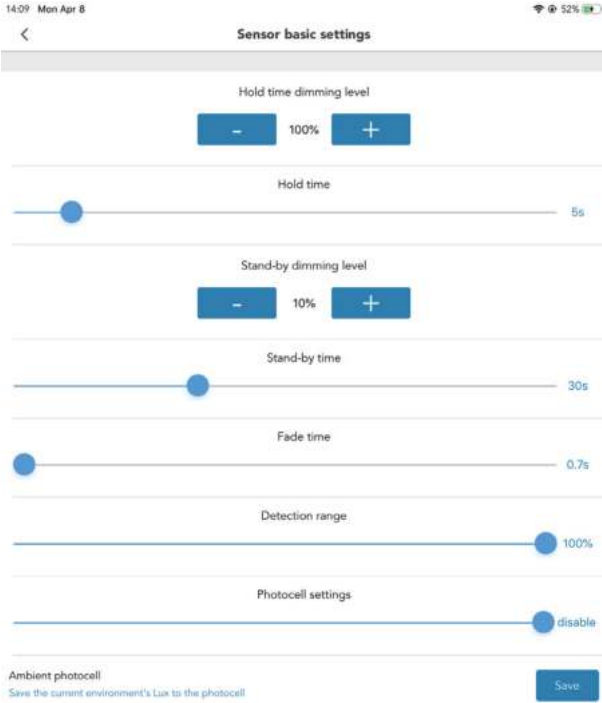 14:09 Mon Apr 8
52%
Sensor basic settings
Hold time dimming level
- 100% +
Hold time
5s
Stand-by dimming level
- 10% +
Stand-by time
30s
Fade time
0.7s
Detection range
100%
Photocell settings
disable
Ambient photocell
Save the current environment's Lux to the photocell
Save